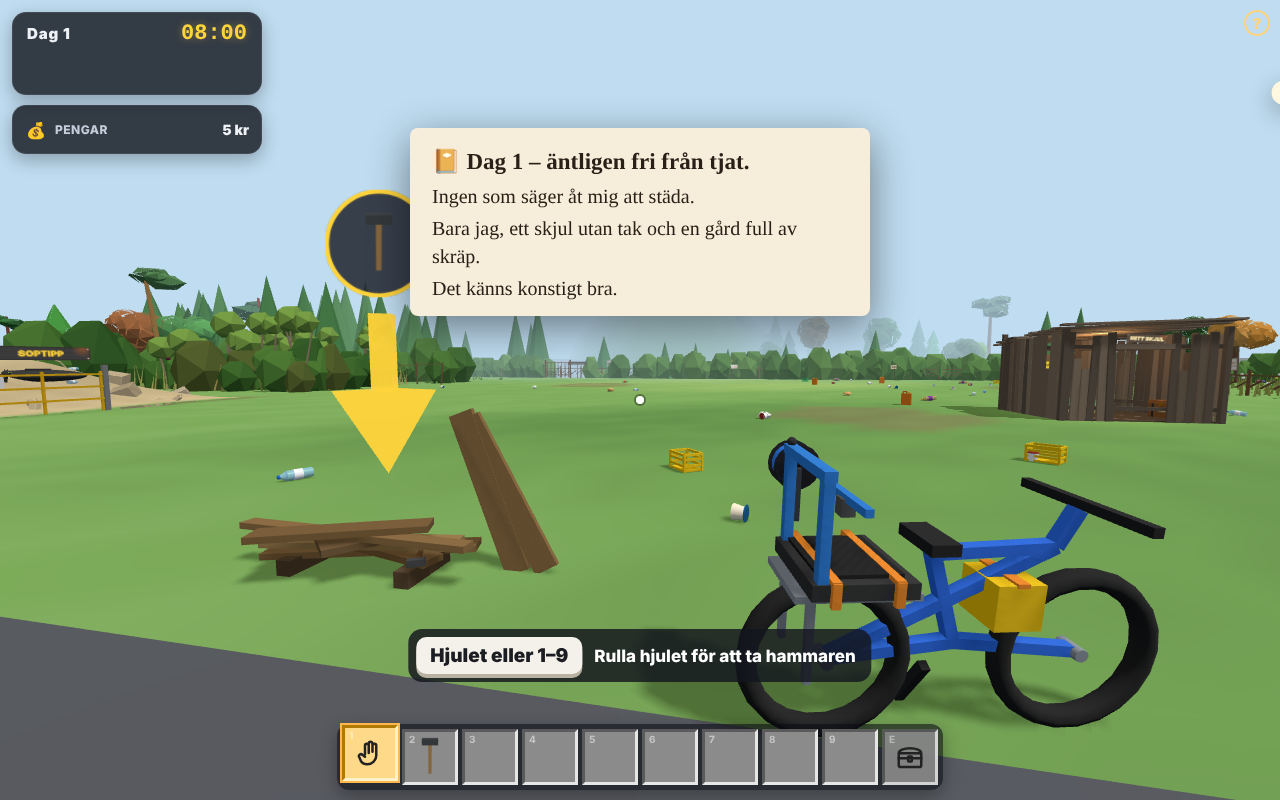 Dag 1
08:00
PENGAR
5 kr
?
Dag 1 – äntligen fri från tjat.
Ingen som säger åt mig att städa.
Bara jag, ett skjul utan tak och en gård full av
skräp.
Det känns konstigt bra.
SOPTIPP
MITT SKJUL
Hjulet eller 1–9
Rulla hjulet för att ta hammaren
1
2
3
4
5
6
7
8
9
E